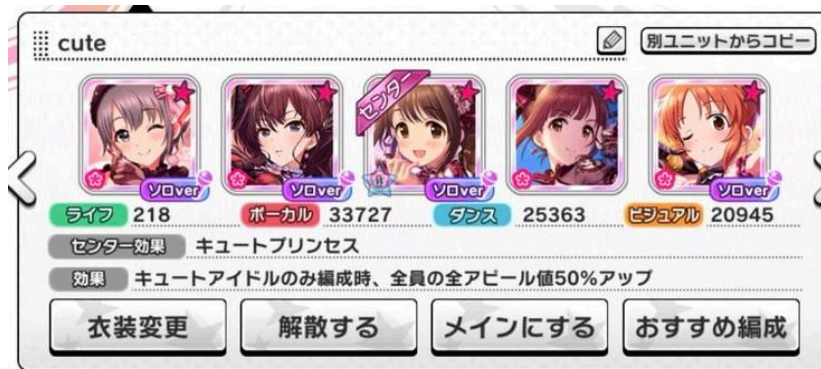 cute 別ユニットからコピー
センター
ソロver ソロver ソロver ソロver
ライフ 218 ボーカル 33727 ダンス 25363 ビジュアル 20945
センター効果 キュートプリンセス
効果 キュートアイドルのみ編成時、全員の全アピール値50%アップ
衣装変更 解散する メインにする おすすめ編成